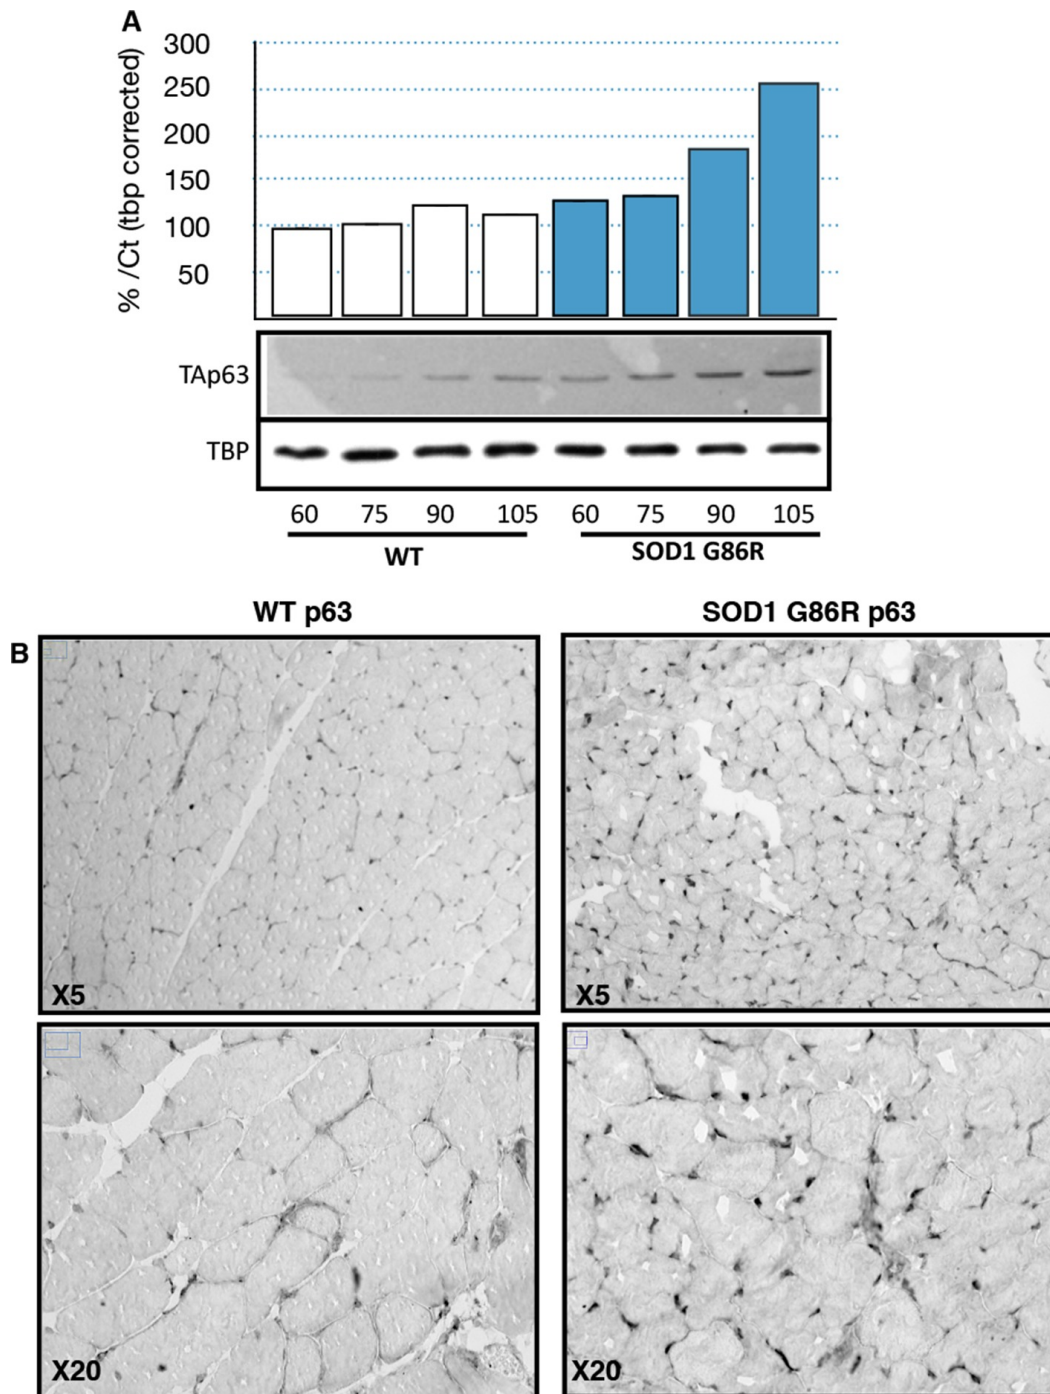 A
% /Ct (tbp corrected)
300
250
200
150
100
50
TAp63
TBP
60 75 90 105 60 75 90 105
WT SOD1 G86R
WT p63 SOD1 G86R p63
B
X5 X5
X20 X20